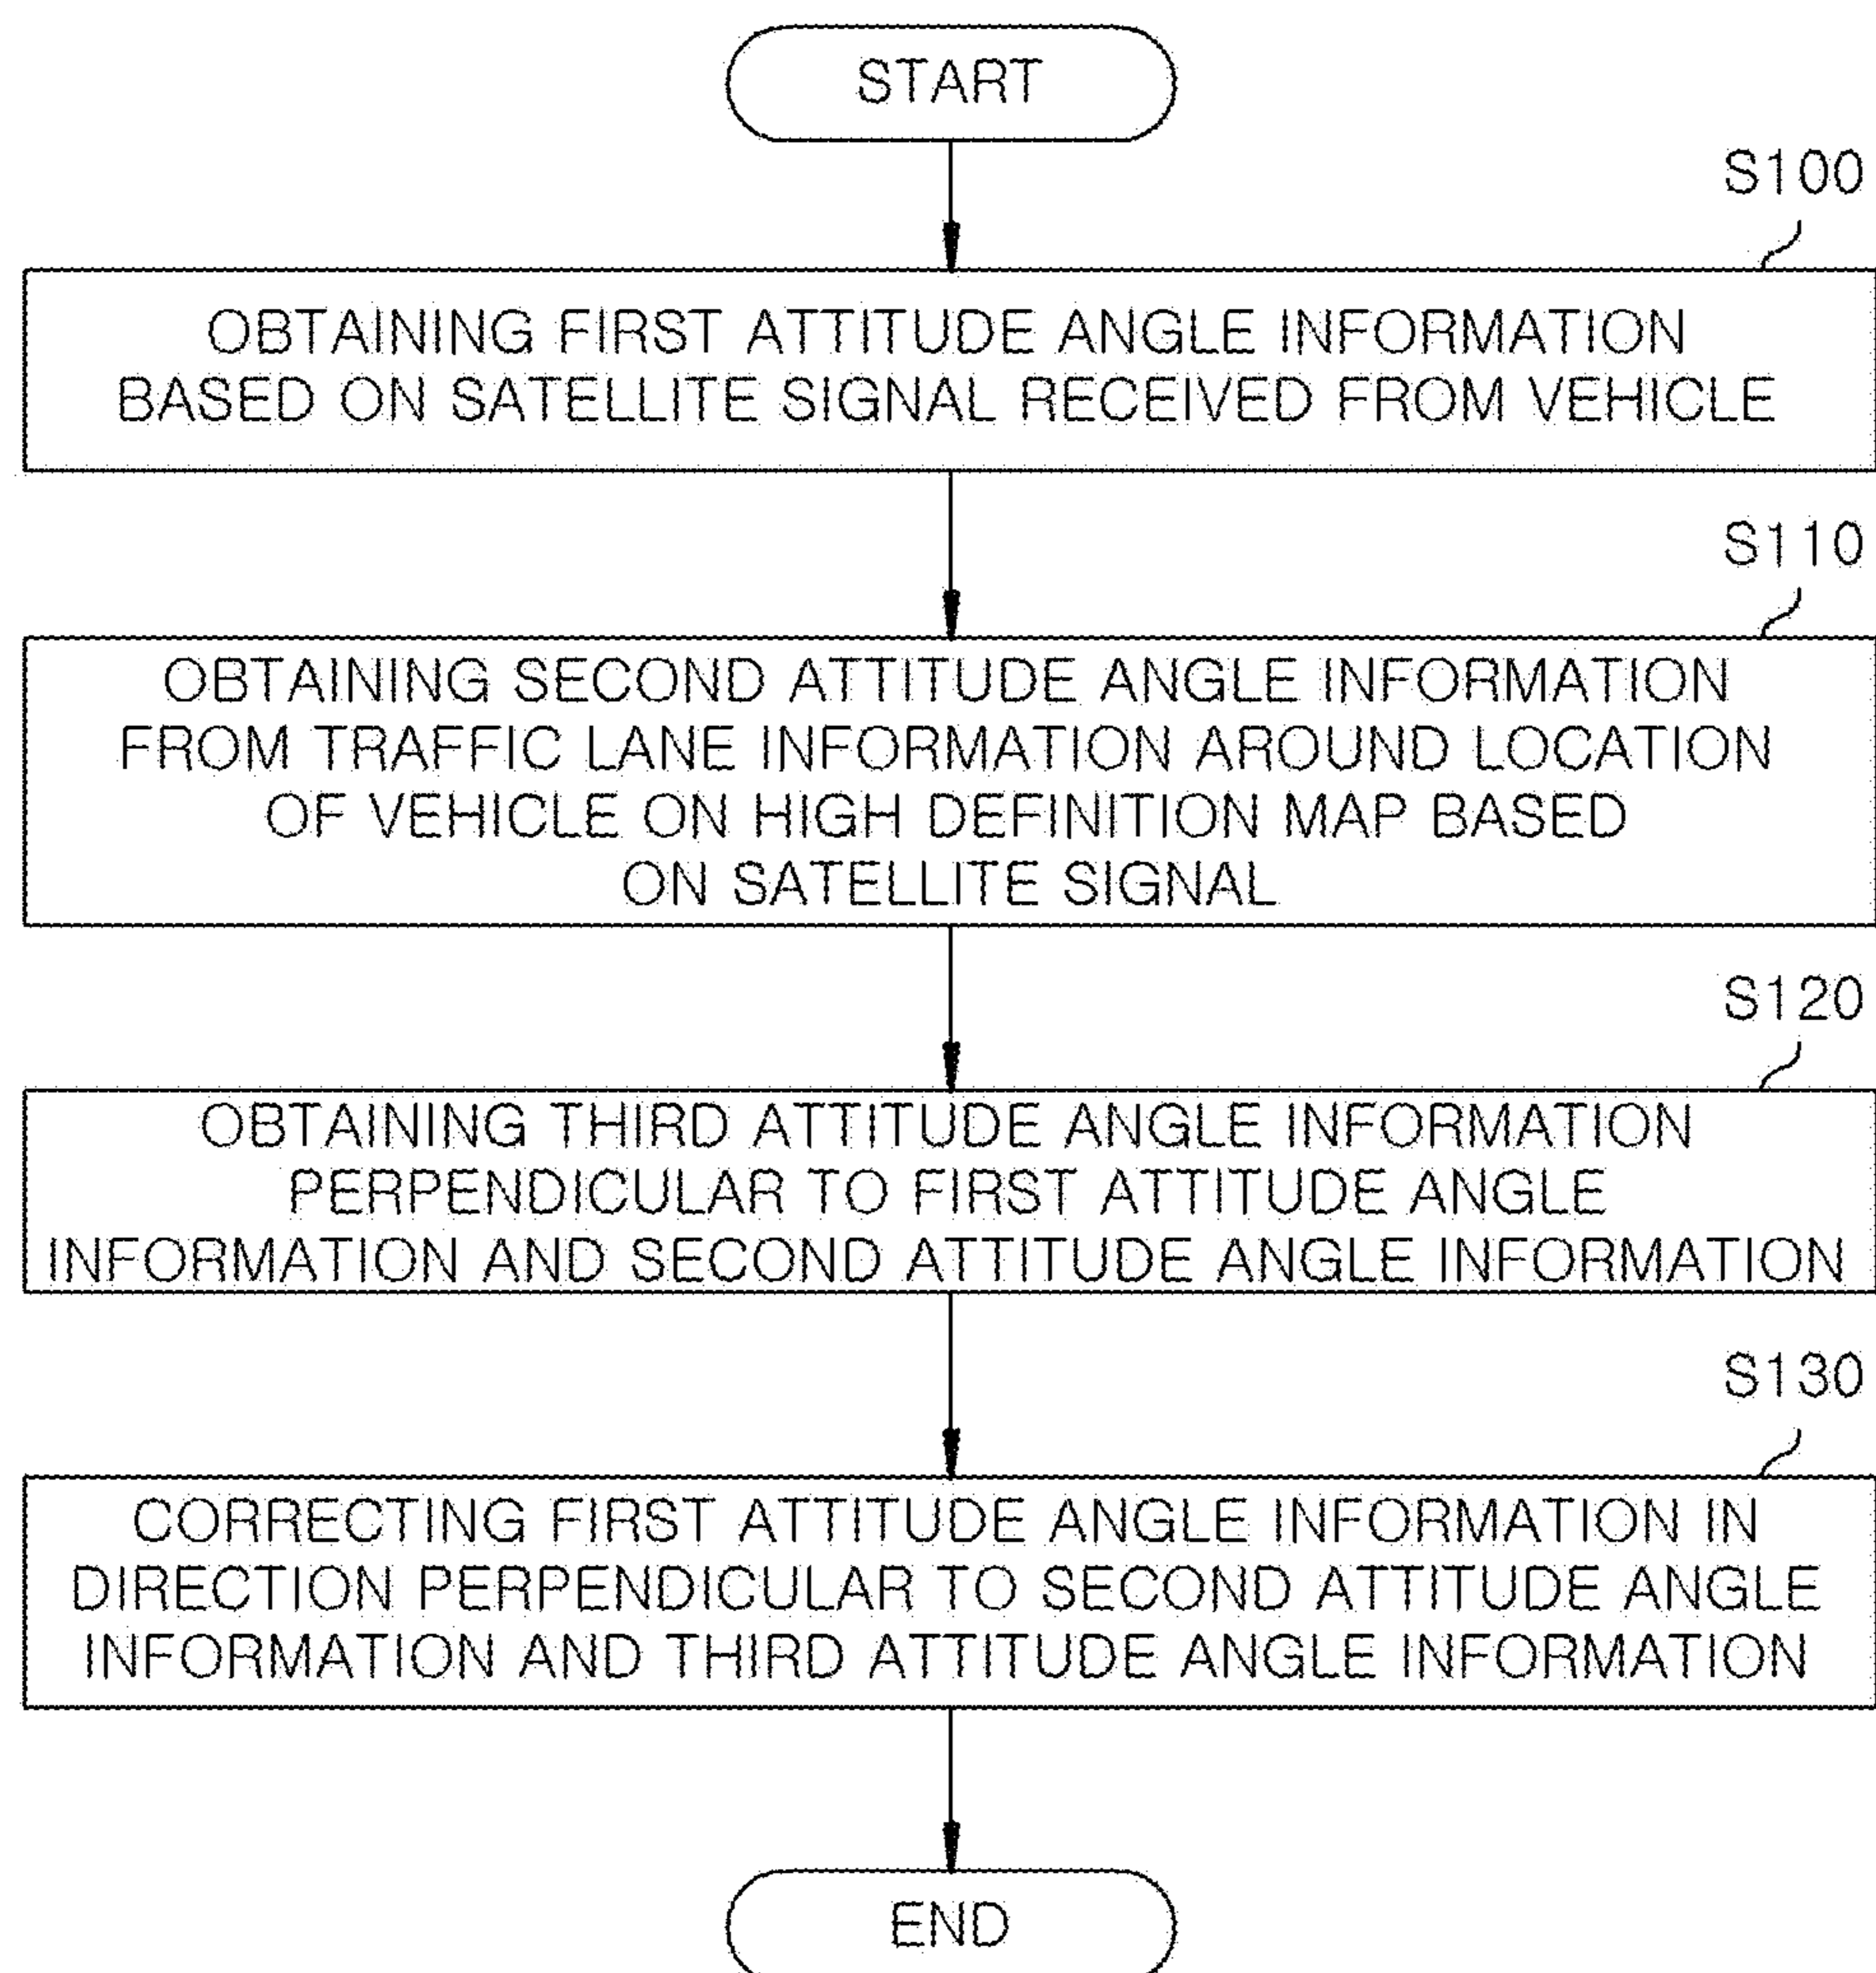 START
S100
OBTAINING FIRST ATTITUDE ANGLE INFORMATION
BASED ON SATELLITE SIGNAL RECEIVED FROM VEHICLE
S110
OBTAINING SECOND ATTITUDE ANGLE INFORMATION
FROM TRAFFIC LANE INFORMATION AROUND LOCATION
OF VEHICLE ON HIGH DEFINITION MAP BASED
ON SATELLITE SIGNAL
S120
OBTAINING THIRD ATTITUDE ANGLE INFORMATION
PERPENDICULAR TO FIRST ATTITUDE ANGLE
INFORMATION AND SECOND ATTITUDE ANGLE INFORMATION
S130
CORRECTING FIRST ATTITUDE ANGLE INFORMATION IN
DIRECTION PERPENDICULAR TO SECOND ATTITUDE ANGLE
INFORMATION AND THIRD ATTITUDE ANGLE INFORMATION
END